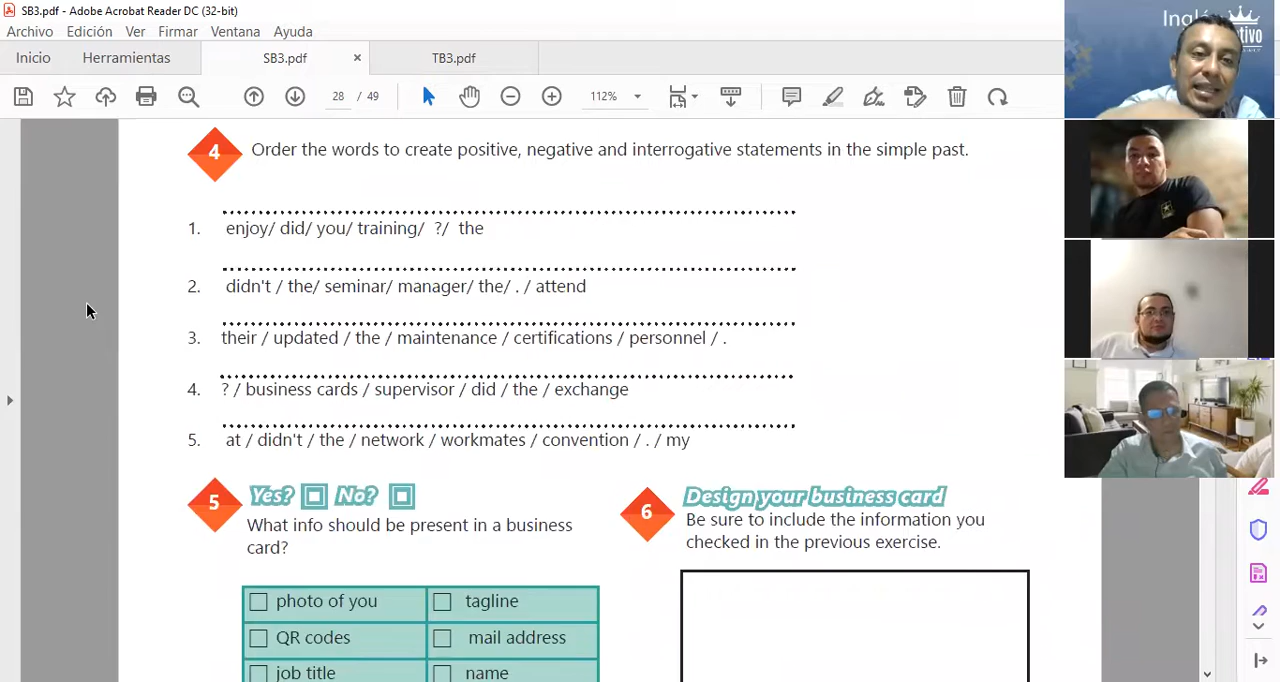 SB3.pdf - Adobe Acrobat Reader DC (32-bit)
Archivo Edición Ver Firmar Ventana Ayuda
Inicio Herramientas SB3.pdf × TB3.pdf
28 / 49 112%
4 Order the words to create positive, negative and interrogative statements in the simple past.
1. enjoy/ did/ you/ training/ ?/ the
2. didn't / the/ seminar/ manager/ the/ . / attend
3. their / updated / the / maintenance / certifications / personnel / .
4. ? / business cards / supervisor / did / the / exchange
5. at / didn't / the / network / workmates / convention / . / my
5 Yes? No?
What info should be present in a business
card?
photo of you tagline
QR codes mail address
job title name
6 Design your business card
Be sure to include the information you
checked in the previous exercise.